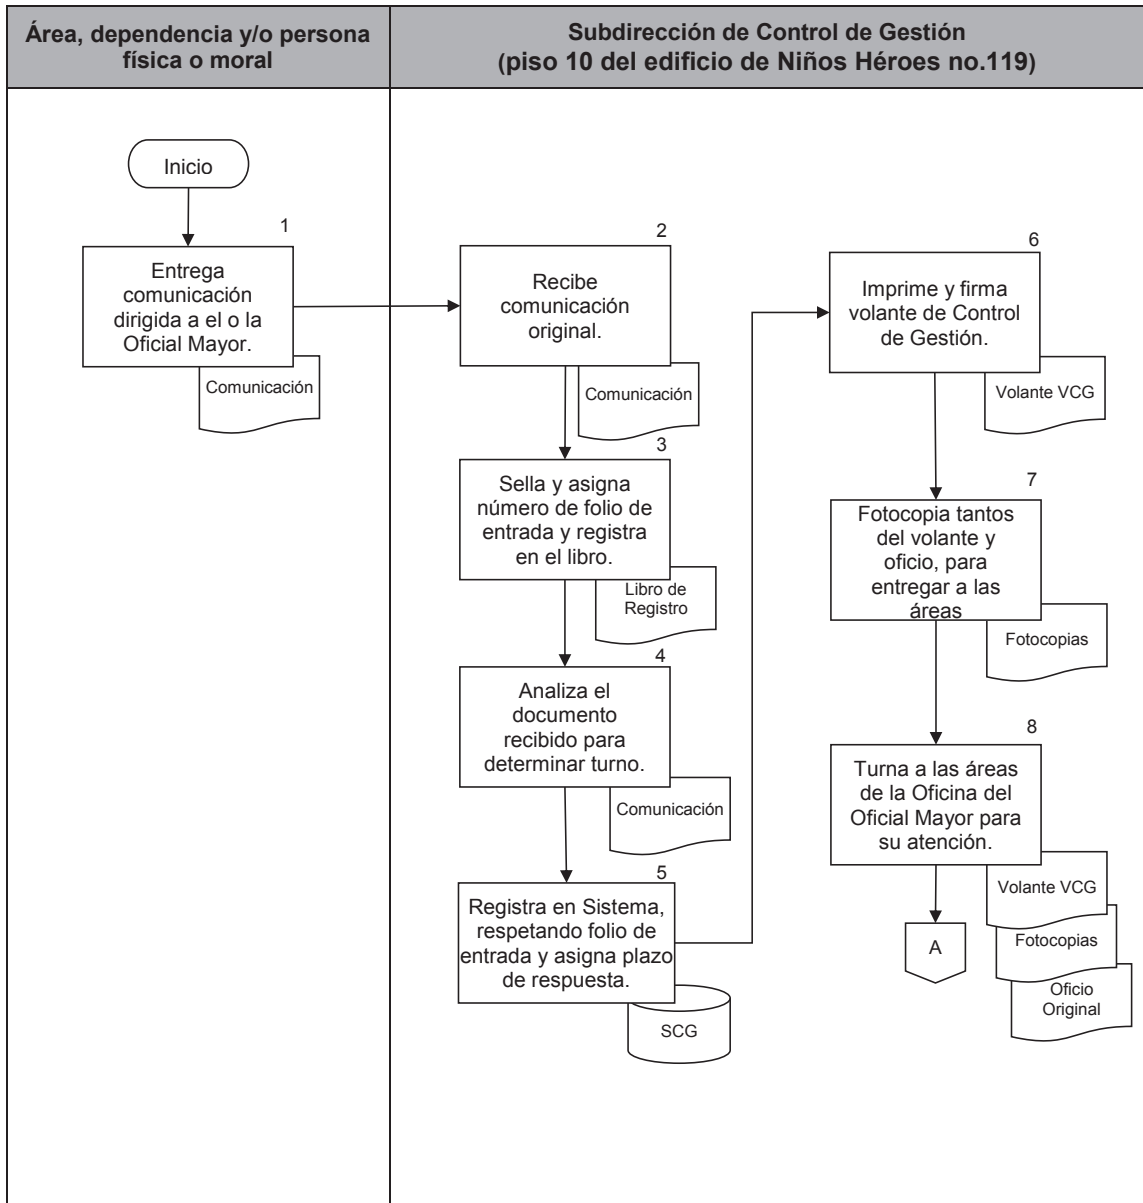 Área, dependencia y/o persona
física o moral
Subdirección de Control de Gestión
(piso 10 del edificio de Niños Héroes no.119)
Inicio
1
Entrega
comunicación
dirigida a el o la
Oficial Mayor.
Comunicación
2
Recibe
comunicación
original.
Comunicación
3
Sella y asigna
número de folio de
entrada y registra
en el libro.
Libro de
Registro
4
Analiza el
documento
recibido para
determinar turno.
Comunicación
5
Registra en Sistema,
respetando folio de
entrada y asigna plazo
de respuesta.
SCG
6
Imprime y firma
volante de Control
de Gestión.
Volante VCG
7
Fotocopia tantos
del volante y
oficio, para
entregar a las
áreas
Fotocopias
8
Turna a las áreas
de la Oficina del
Oficial Mayor para
su atención.
Volante VCG
Fotocopias
Oficio
Original
A